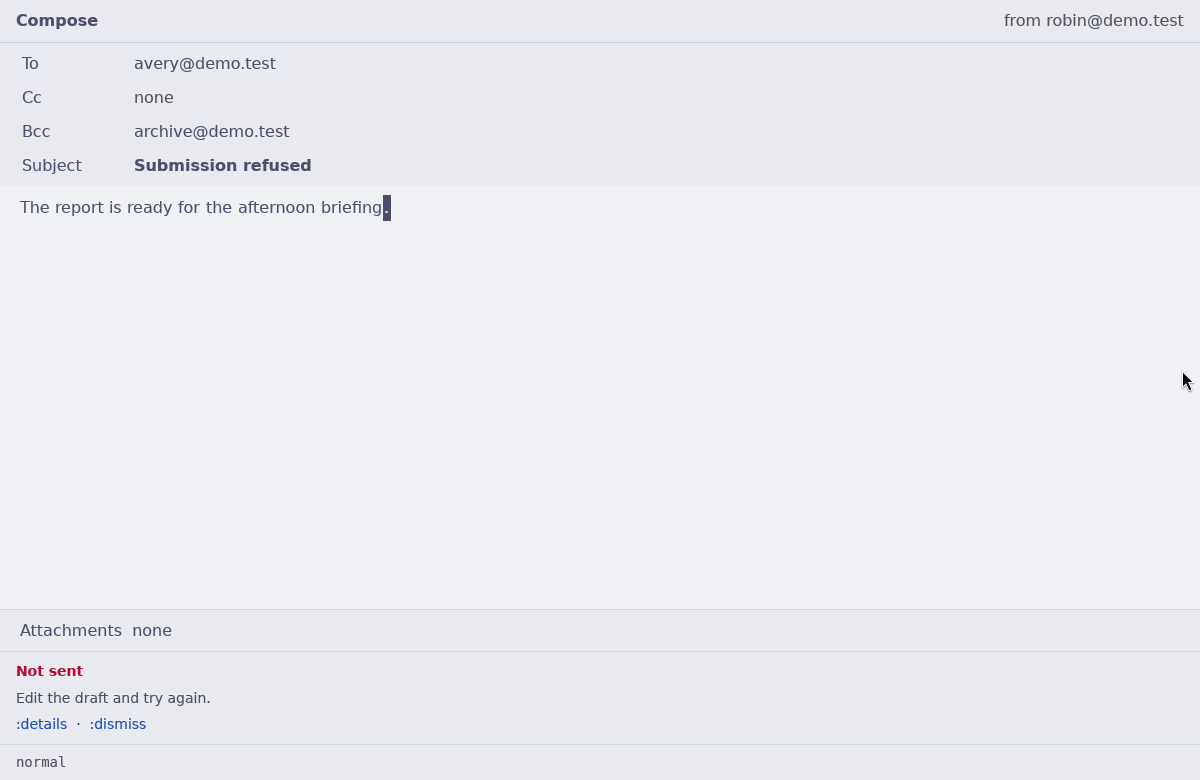 Compose from robin@demo.test
To avery@demo.test
Cc none
Bcc archive@demo.test
Subject Submission refused
The report is ready for the afternoon briefing.
Attachments none
Not sent
Edit the draft and try again.
:details · :dismiss
normal